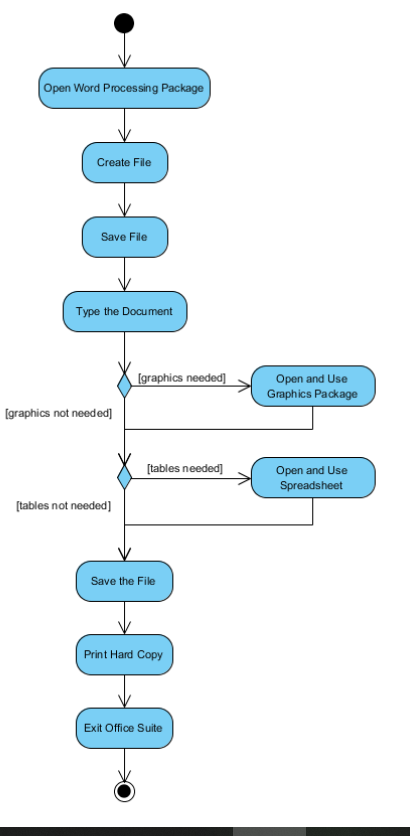 Open Word Processing Package
Create File
Save File
Type the Document
[graphics needed]
Open and Use
Graphics Package
[graphics not needed]
[tables needed]
Open and Use
Spreadsheet
[tables not needed]
Save the File
Print Hard Copy
Exit Office Suite